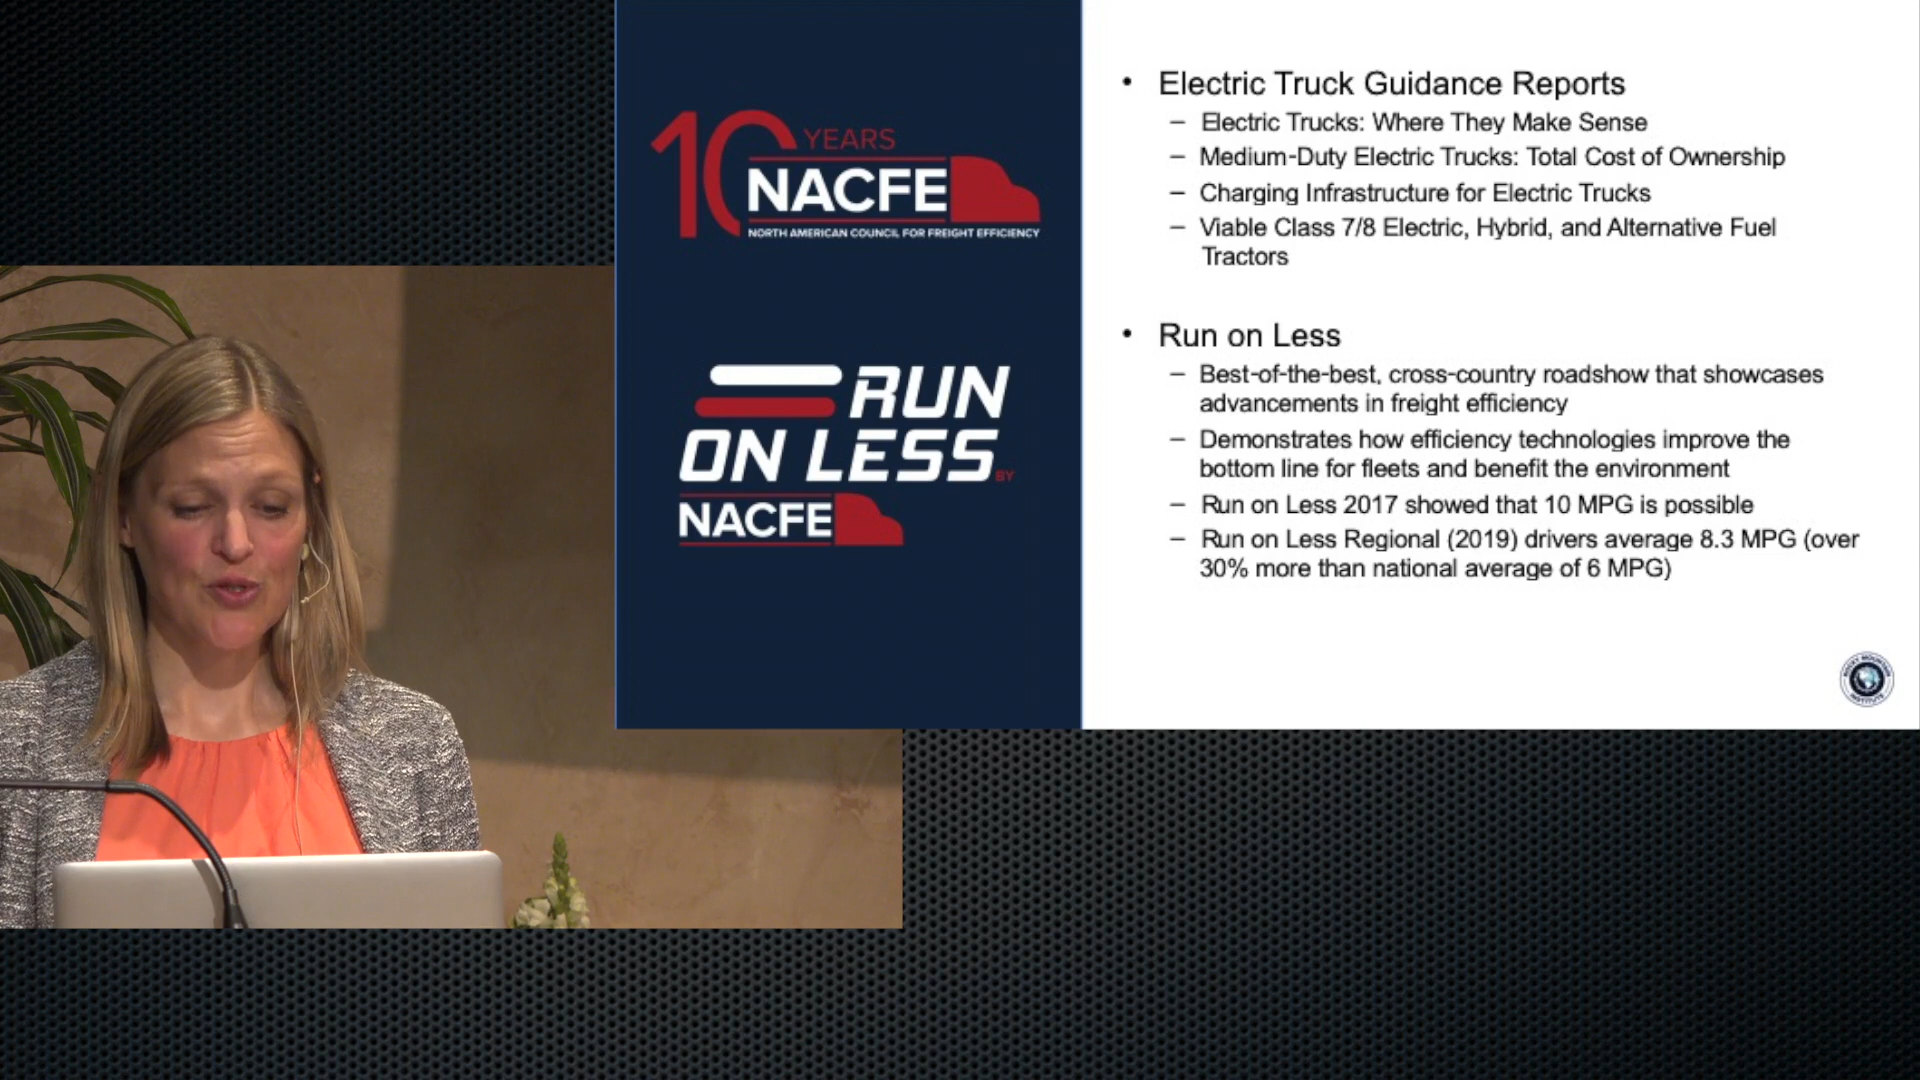 10 YEARS
NACFE
NORTH AMERICAN COUNCIL FOR FREIGHT EFFICIENCY
RUN
ON LESS BY
NACFE
• Electric Truck Guidance Reports
– Electric Trucks: Where They Make Sense
– Medium-Duty Electric Trucks: Total Cost of Ownership
– Charging Infrastructure for Electric Trucks
– Viable Class 7/8 Electric, Hybrid, and Alternative Fuel
Tractors
• Run on Less
– Best-of-the-best, cross-country roadshow that showcases
advancements in freight efficiency
– Demonstrates how efficiency technologies improve the
bottom line for fleets and benefit the environment
– Run on Less 2017 showed that 10 MPG is possible
– Run on Less Regional (2019) drivers average 8.3 MPG (over
30% more than national average of 6 MPG)
ROCKY MOUNTAIN
INSTITUTE